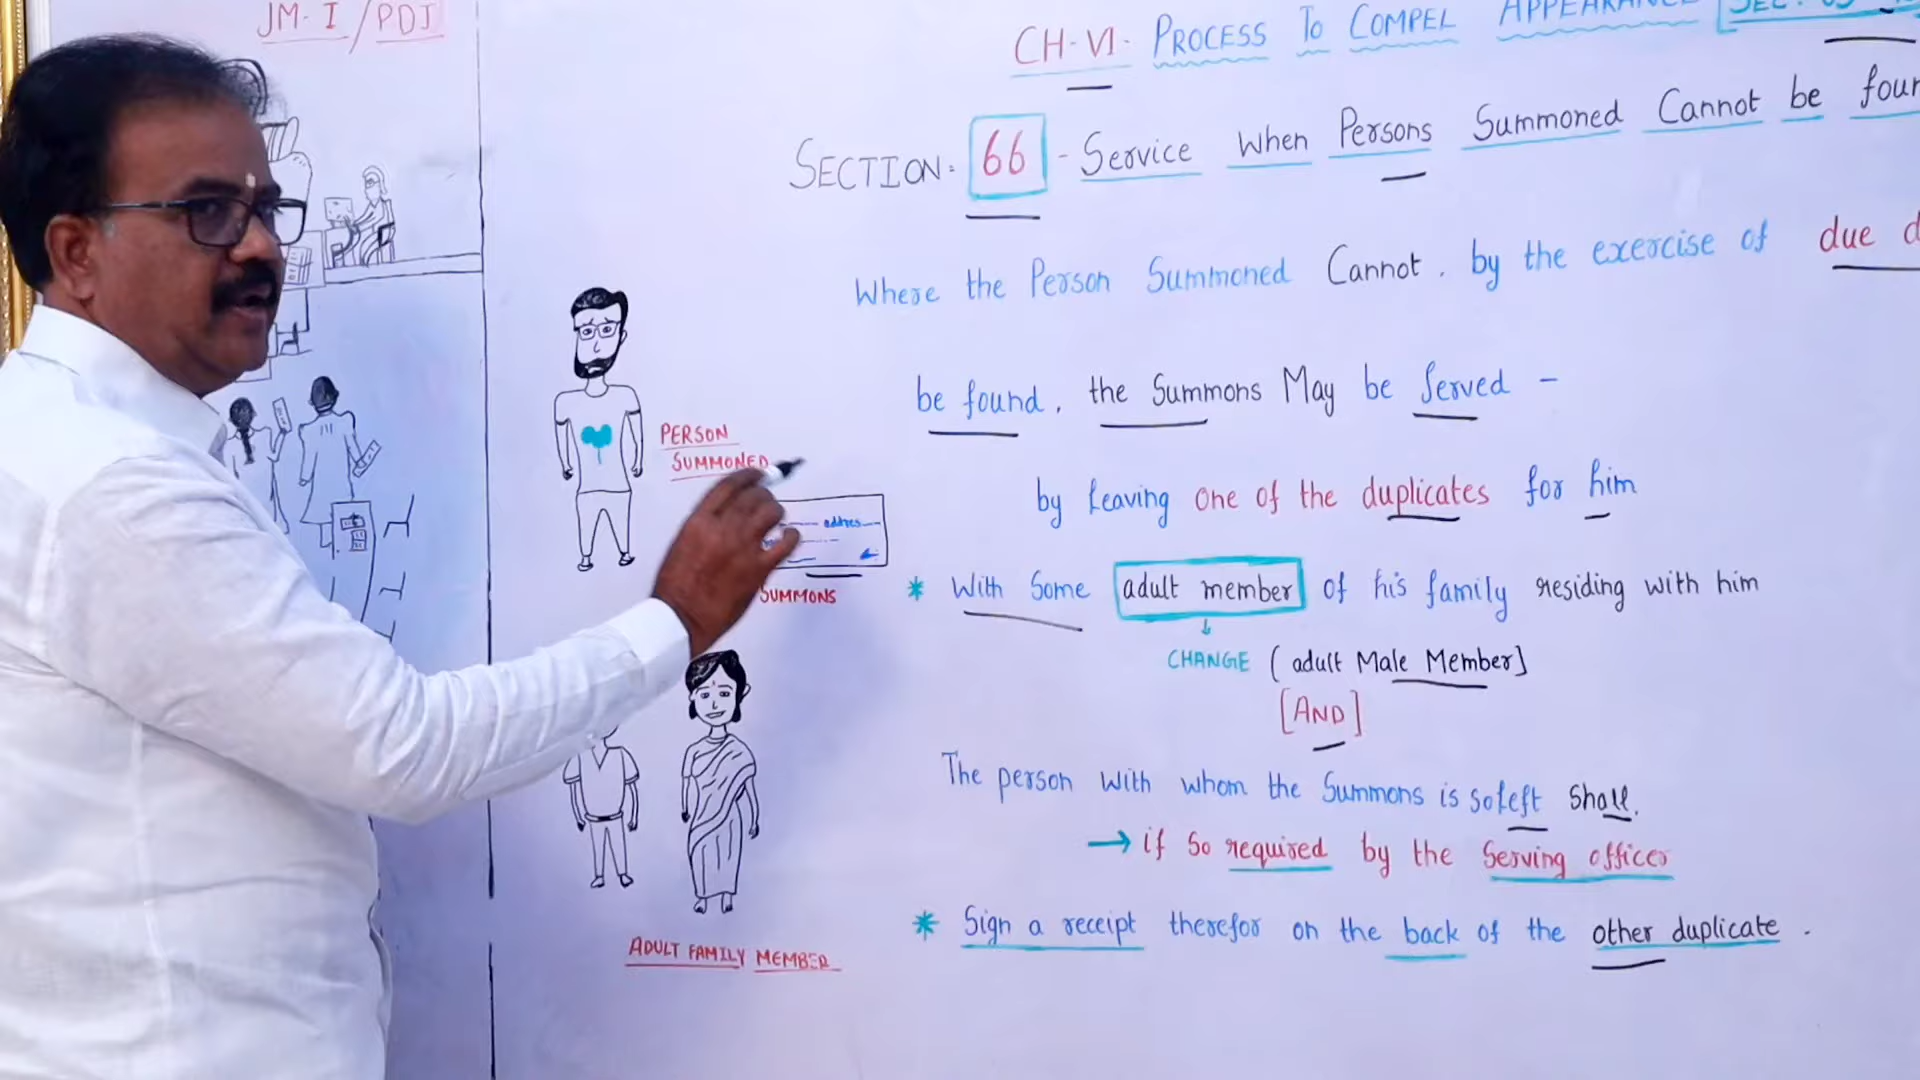 JM-I/PDJ
CH-VI- PROCESS TO COMPEL APPEARANCE
SECTION: 66 - Service when Persons Summoned Cannot be
Where the Person Summoned Cannot, by the exercise of due
be found, the Summons May be Served -
by leaving one of the duplicates for him
* With Some adult member of his family residing with him
CHANGE (adult Male Member]
[AND]
The person with whom the Summons is so left Shall.
→ if So required by the Serving officer
* Sign a receipt therefor on the back of the other duplicate.
PERSON
SUMMONED
addres
SUMMONS
ADULT FAMILY MEMBER